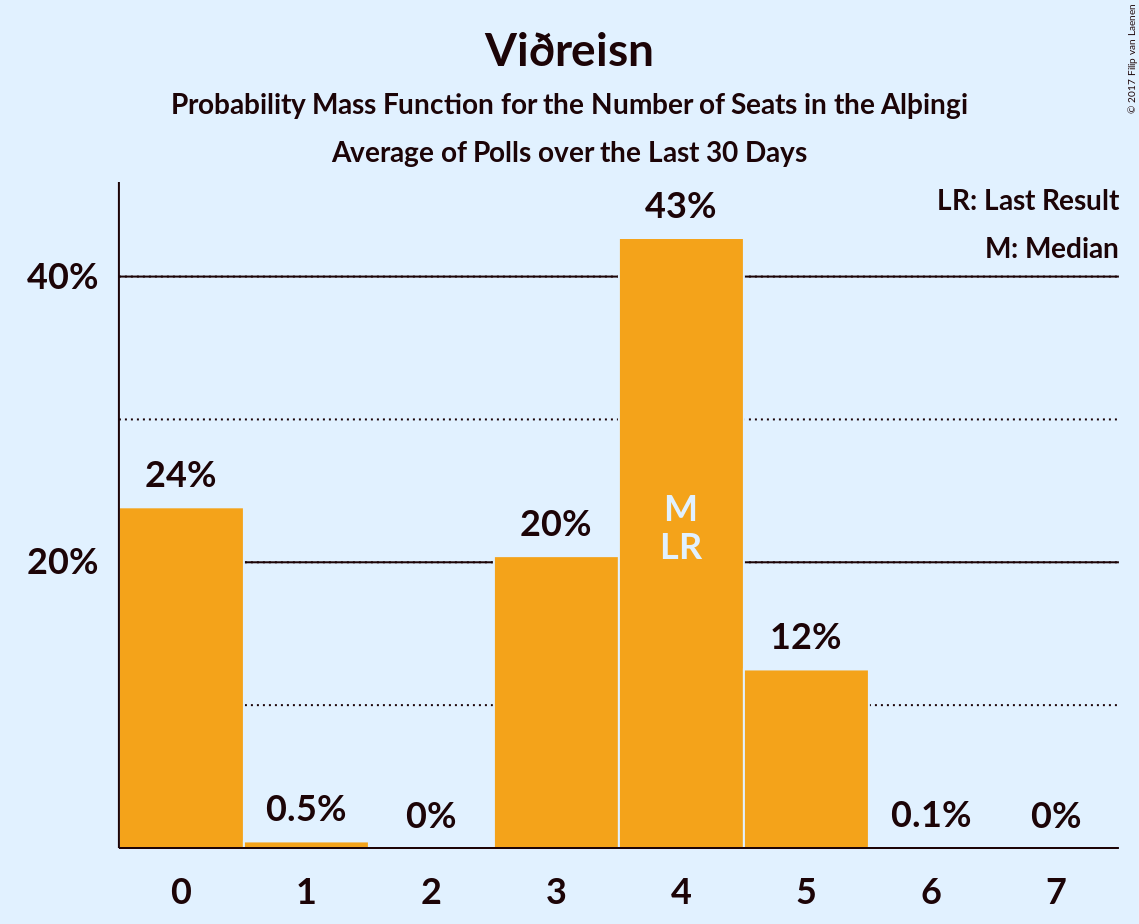 Viðreisn
Probability Mass Function for the Number of Seats in the Alþingi
Average of Polls over the Last 30 Days
© 2017 Filip van Laenen
LR: Last Result
M: Median
43%
40%
24%
20%
M
LR
20%
12%
0.5%
0%
0.1%
0%
0 1 2 3 4 5 6 7